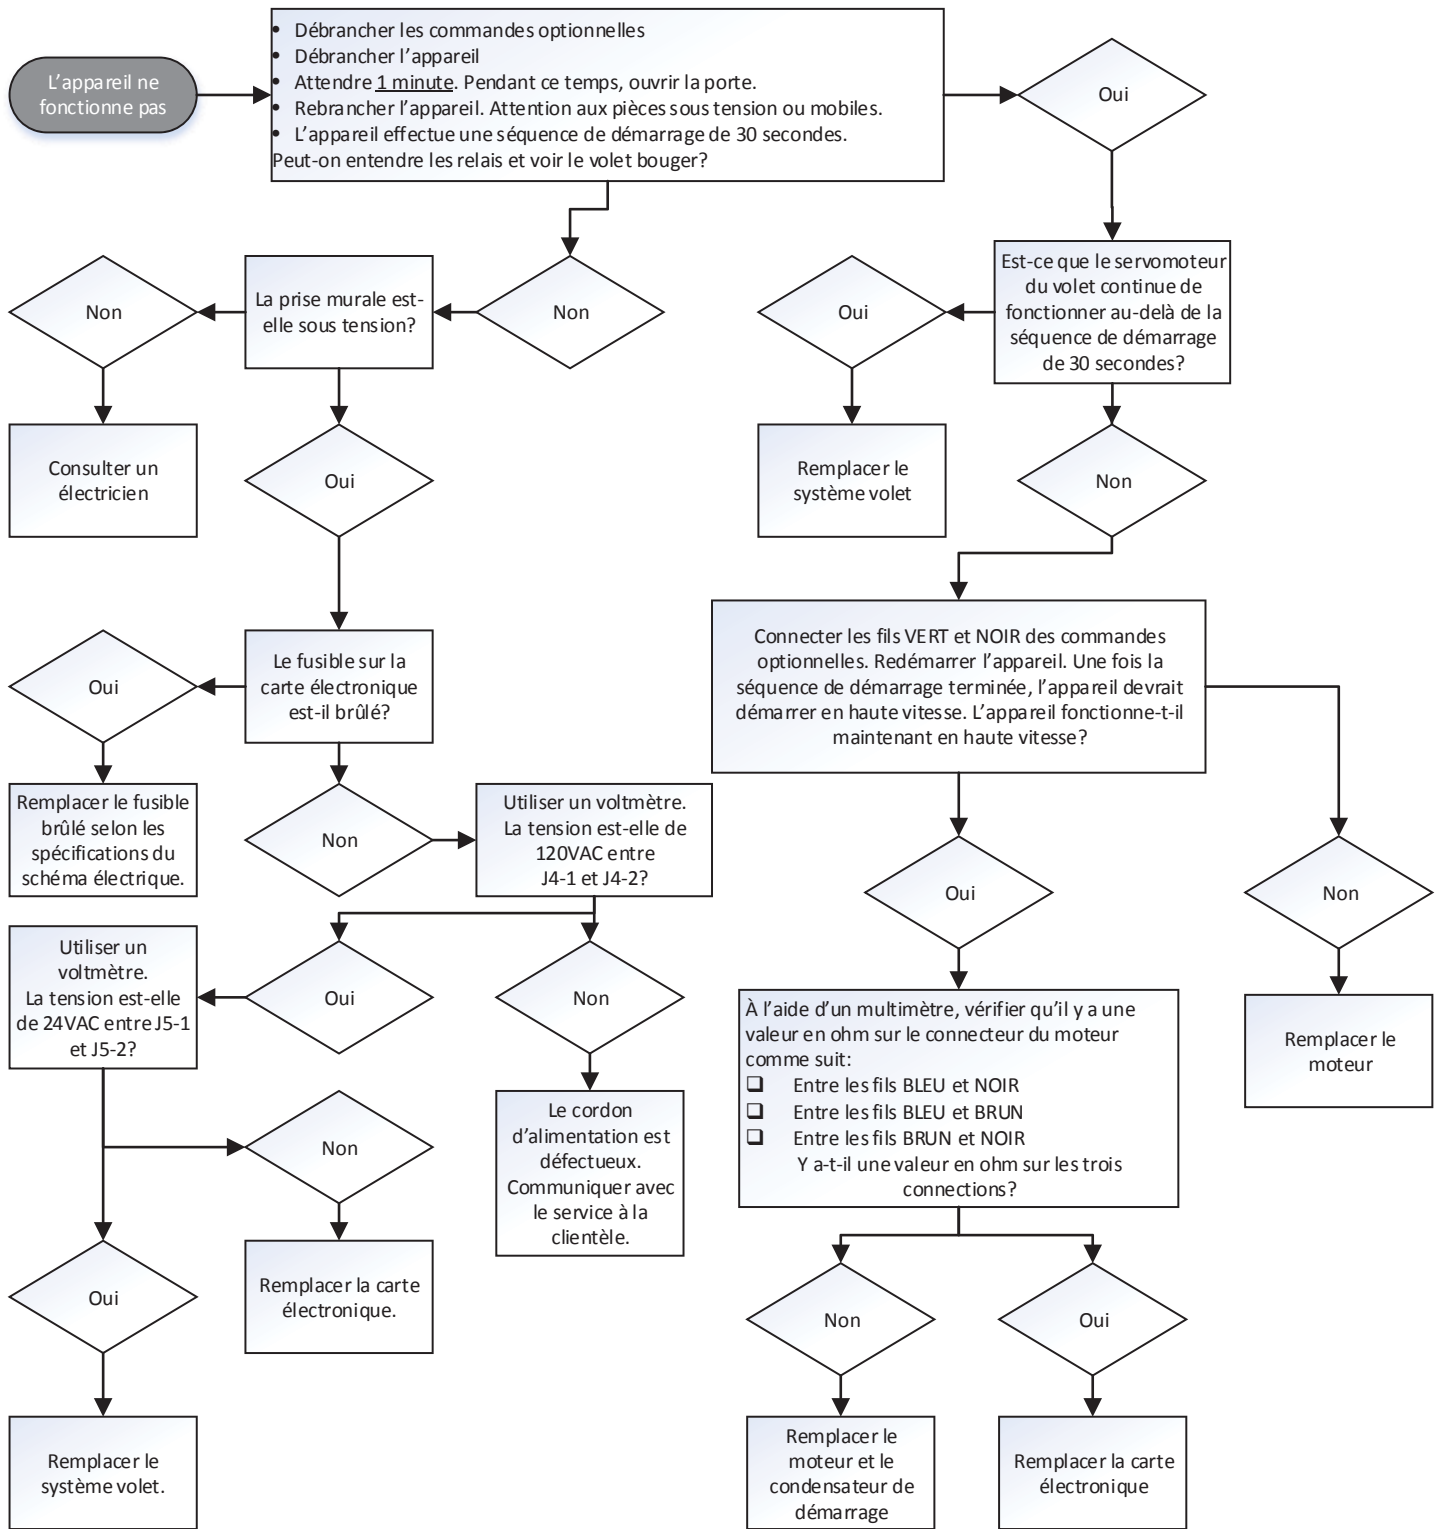 L'appareil ne
fonctionne pas
• Débrancher les commandes optionnelles
• Débrancher l'appareil
• Attendre 1 minute. Pendant ce temps, ouvrir la porte.
• Rebrancher l'appareil. Attention aux pièces sous tension ou mobiles.
• L'appareil effectue une séquence de démarrage de 30 secondes.
Peut-on entendre les relais et voir le volet bouger?
Oui
Non
La prise murale est-
elle sous tension?
Non
Oui
Est-ce que le servomoteur
du volet continue de
fonctionner au-delà de la
séquence de démarrage
de 30 secondes?
Consulter un
électricien
Oui
Remplacer le
système volet
Non
Oui
Le fusible sur la
carte électronique
est-il brûlé?
Connecter les fils VERT et NOIR des commandes
optionnelles. Redémarrer l'appareil. Une fois la
séquence de démarrage terminée, l'appareil devrait
démarrer en haute vitesse. L'appareil fonctionne-t-il
maintenant en haute vitesse?
Remplacer le fusible
brûlé selon les
spécifications du
schéma électrique.
Non
Utiliser un voltmètre.
La tension est-elle de
120VAC entre
J4-1 et J4-2?
Oui
Non
Utiliser un
voltmètre.
La tension est-elle
de 24VAC entre J5-1
et J5-2?
Oui
Non
À l'aide d'un multimètre, vérifier qu'il y a une
valeur en ohm sur le connecteur du moteur
comme suit:
❑ Entre les fils BLEU et NOIR
❑ Entre les fils BLEU et BRUN
❑ Entre les fils BRUN et NOIR
Y a-t-il une valeur en ohm sur les trois
connections?
Remplacer le
moteur
Non
Le cordon
d'alimentation est
défectueux.
Communiquer avec
le service à la
clientèle.
Oui
Remplacer la carte
électronique.
Non
Oui
Remplacer le
système volet.
Remplacer le
moteur et le
condensateur de
démarrage
Remplacer la carte
électronique